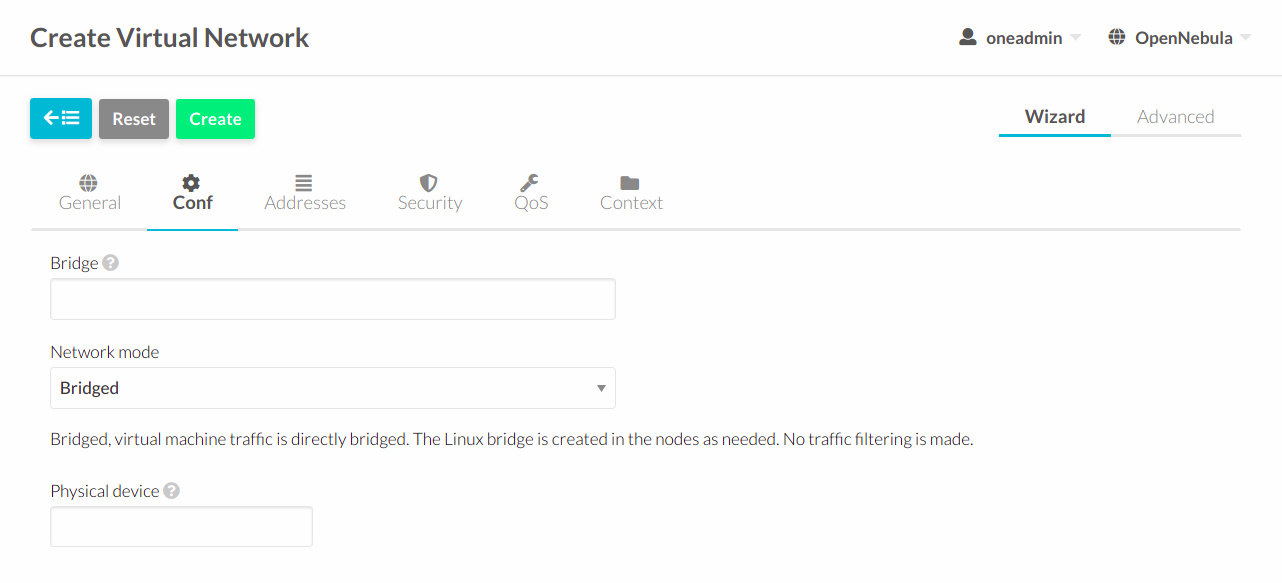 Create Virtual Network
oneadmin
OpenNebula
Reset
Create
Wizard
Advanced
General
Conf
Addresses
Security
QoS
Context
Bridge
Network mode
Bridged
Bridged, virtual machine traffic is directly bridged. The Linux bridge is created in the nodes as needed. No traffic filtering is made.
Physical device